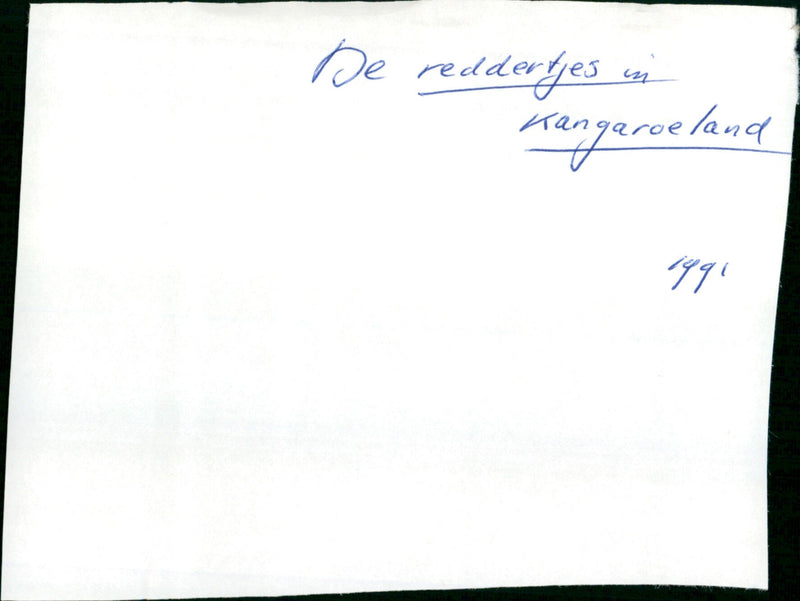 De reddertjes in
Kangaroeland
1991